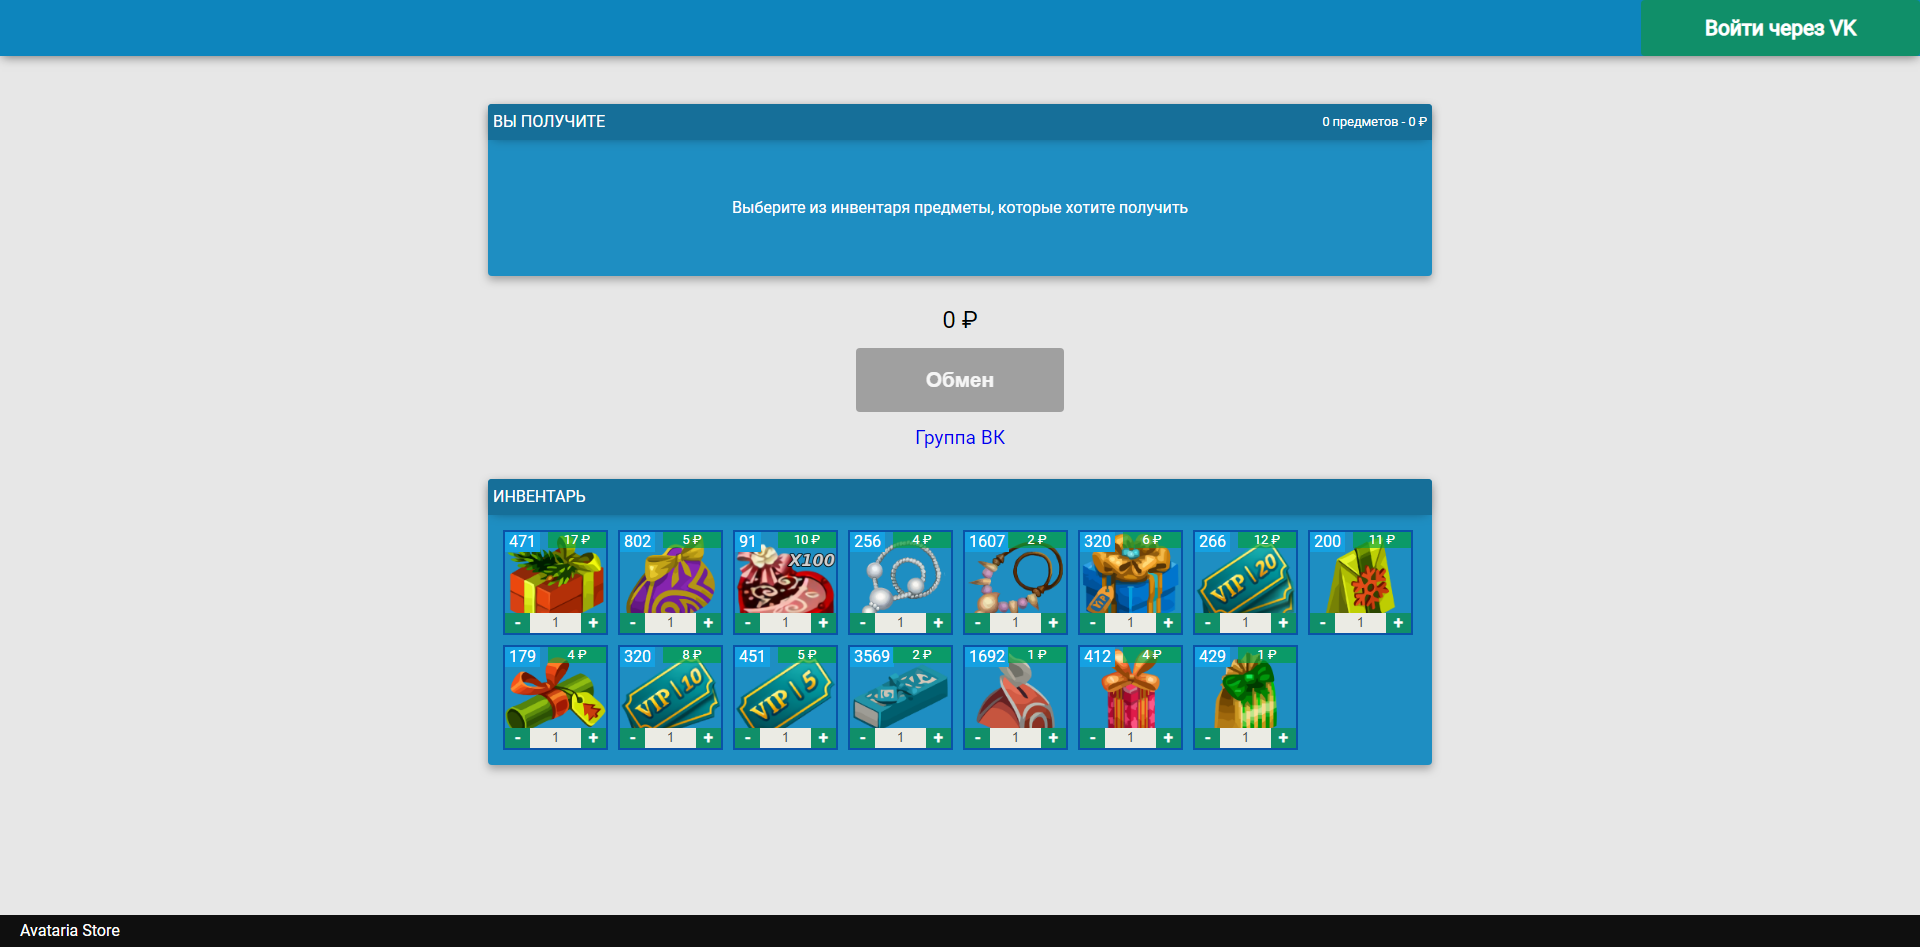 Войти через VK
ВЫ ПОЛУЧИТЕ
0 предметов - 0 ₽
Выберите из инвентаря предметы, которые хотите получить
0 ₽
Обмен
Группа ВК
ИНВЕНТАРЬ
471 17 ₽ 802 5 ₽ 91 10 ₽ 256 4 ₽ 1607 2 ₽ 320 6 ₽ 266 12 ₽ 200 11 ₽
X100 VIP VIP | 20
- 1 + - 1 + - 1 + - 1 + - 1 + - 1 + - 1 + - 1 +
179 4 ₽ 320 8 ₽ 451 5 ₽ 3569 2 ₽ 1692 1 ₽ 412 4 ₽ 429 1 ₽
VIP | 10 VIP | 5
- 1 + - 1 + - 1 + - 1 + - 1 + - 1 + - 1 +
Avataria Store